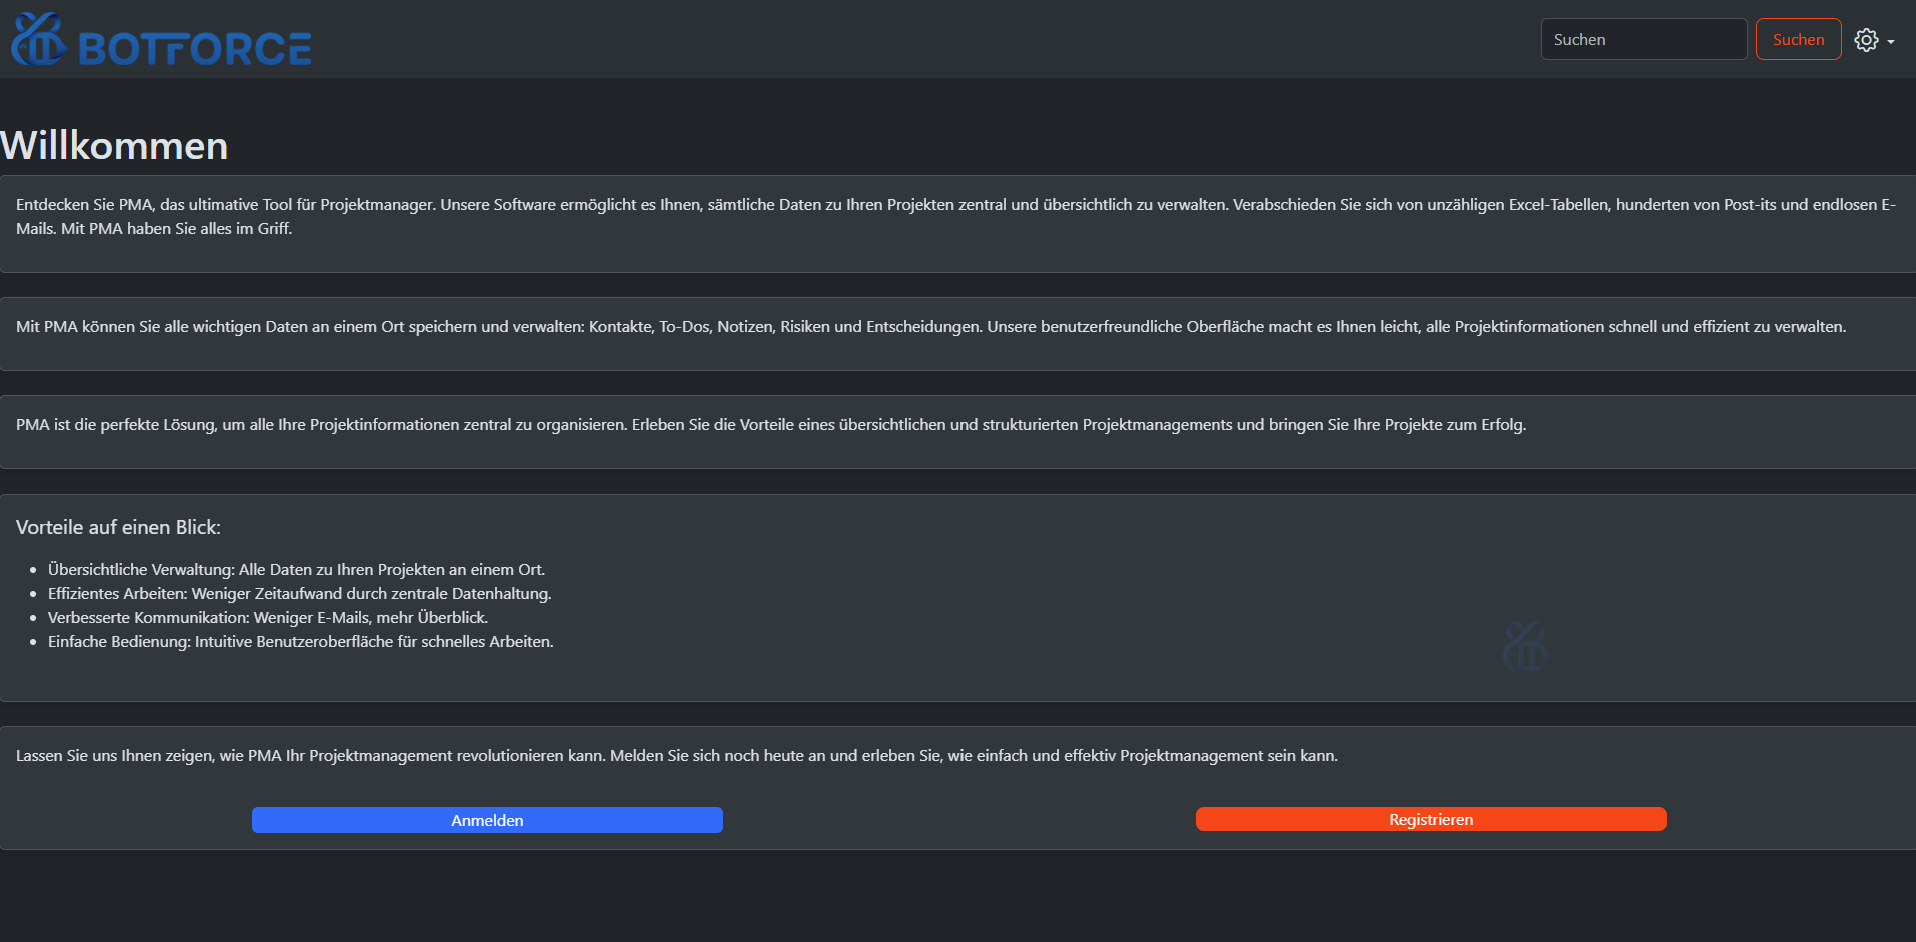 BOTFORCE
Suchen
Suchen
Willkommen
Entdecken Sie PMA, das ultimative Tool für Projektmanager. Unsere Software ermöglicht es Ihnen, sämtliche Daten zu Ihren Projekten zentral und übersichtlich zu verwalten. Verabschieden Sie sich von unzähligen Excel-Tabellen, hunderten von Post-its und endlosen E-
Mails. Mit PMA haben Sie alles im Griff.
Mit PMA können Sie alle wichtigen Daten an einem Ort speichern und verwalten: Kontakte, To-Dos, Notizen, Risiken und Entscheidungen. Unsere benutzerfreundliche Oberfläche macht es Ihnen leicht, alle Projektinformationen schnell und effizient zu verwalten.
PMA ist die perfekte Lösung, um alle Ihre Projektinformationen zentral zu organisieren. Erleben Sie die Vorteile eines übersichtlichen und strukturierten Projektmanagements und bringen Sie Ihre Projekte zum Erfolg.
Vorteile auf einen Blick:
• Übersichtliche Verwaltung: Alle Daten zu Ihren Projekten an einem Ort.
• Effizientes Arbeiten: Weniger Zeitaufwand durch zentrale Datenhaltung.
• Verbesserte Kommunikation: Weniger E-Mails, mehr Überblick.
• Einfache Bedienung: Intuitive Benutzeroberfläche für schnelles Arbeiten.
Lassen Sie uns Ihnen zeigen, wie PMA Ihr Projektmanagement revolutionieren kann. Melden Sie sich noch heute an und erleben Sie, wie einfach und effektiv Projektmanagement sein kann.
Anmelden
Registrieren